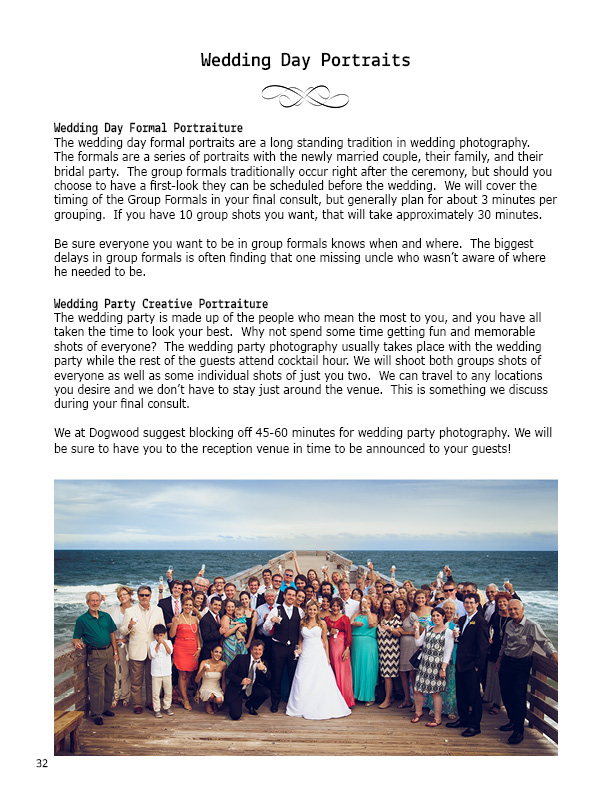 Wedding Day Portraits
Wedding Day Formal Portraiture
The wedding day formal portraits are a long standing tradition in wedding photography.
The formals are a series of portraits with the newly married couple, their family, and their
bridal party.  The group formals traditionally occur right after the ceremony, but should you
choose to have a first-look they can be scheduled before the wedding.  We will cover the
timing of the Group Formals in your final consult, but generally plan for about 3 minutes per
grouping.  If you have 10 group shots you want, that will take approximately 30 minutes.
Be sure everyone you want to be in group formals knows when and where.  The biggest
delays in group formals is often finding that one missing uncle who wasn’t aware of where
he needed to be.
Wedding Party Creative Portraiture
The wedding party is made up of the people who mean the most to you, and you have all
taken the time to look your best.  Why not spend some time getting fun and memorable
shots of everyone?  The wedding party photography usually takes place with the wedding
party while the rest of the guests attend cocktail hour. We will shoot both groups shots of
everyone as well as some individual shots of just you two.  We can travel to any locations
you desire and we don’t have to stay just around the venue.  This is something we discuss
during your final consult.
We at Dogwood suggest blocking off 45-60 minutes for wedding party photography. We will
be sure to have you to the reception venue in time to be announced to your guests!
32